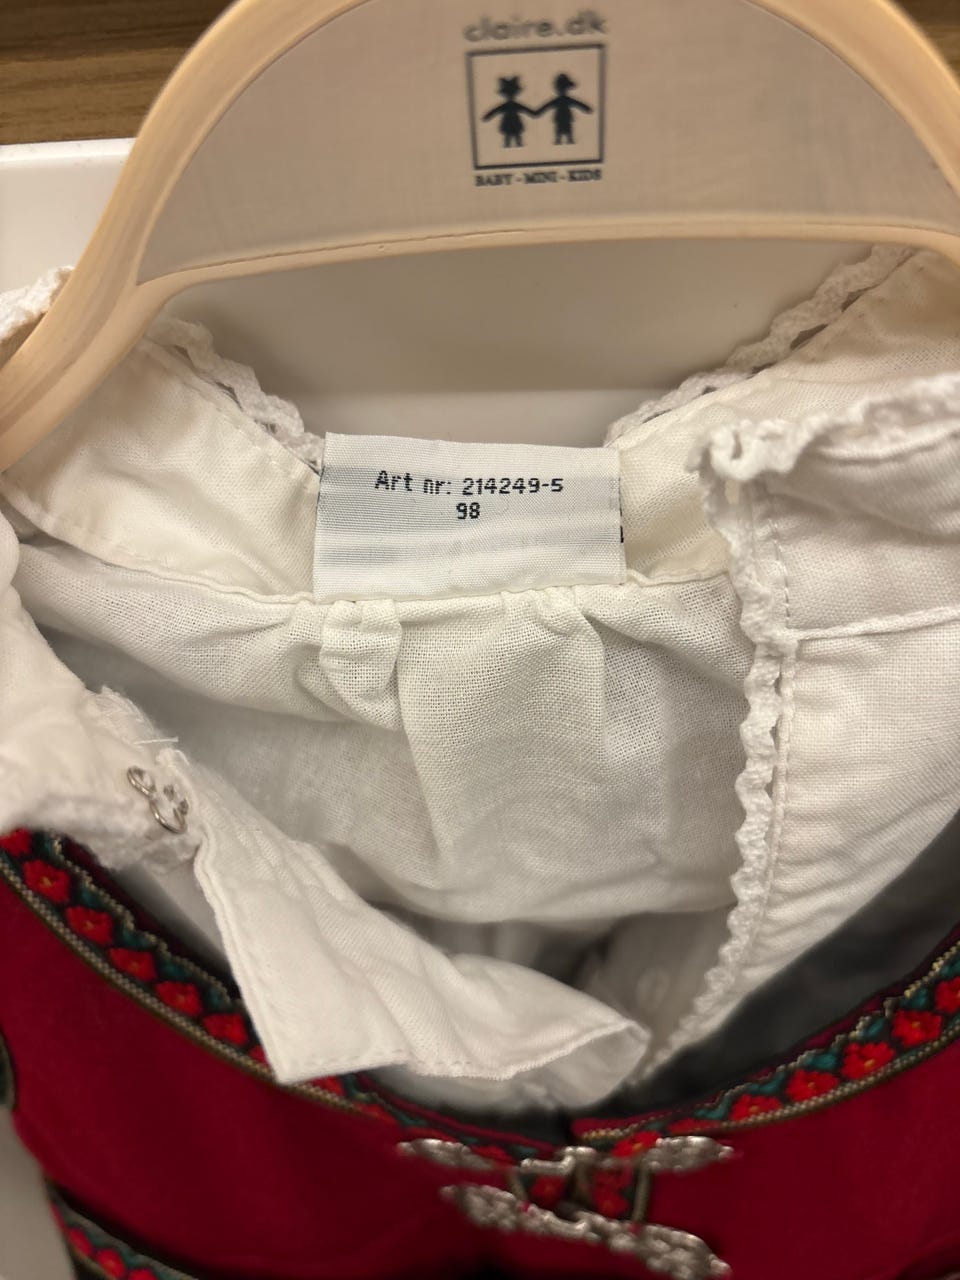 claire.dk
BABY - MINI - KIDS
Art nr: 214249-5
98